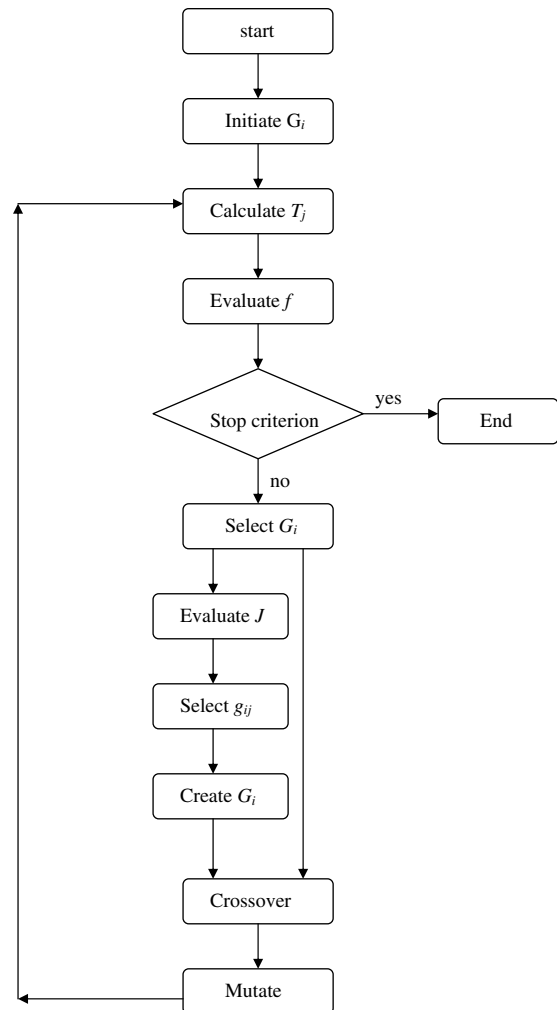 start
Initiate Gi
Calculate Tj
Evaluate f
Stop criterion
yes
End
no
Select Gi
Evaluate J
Select gij
Create Gi
Crossover
Mutate